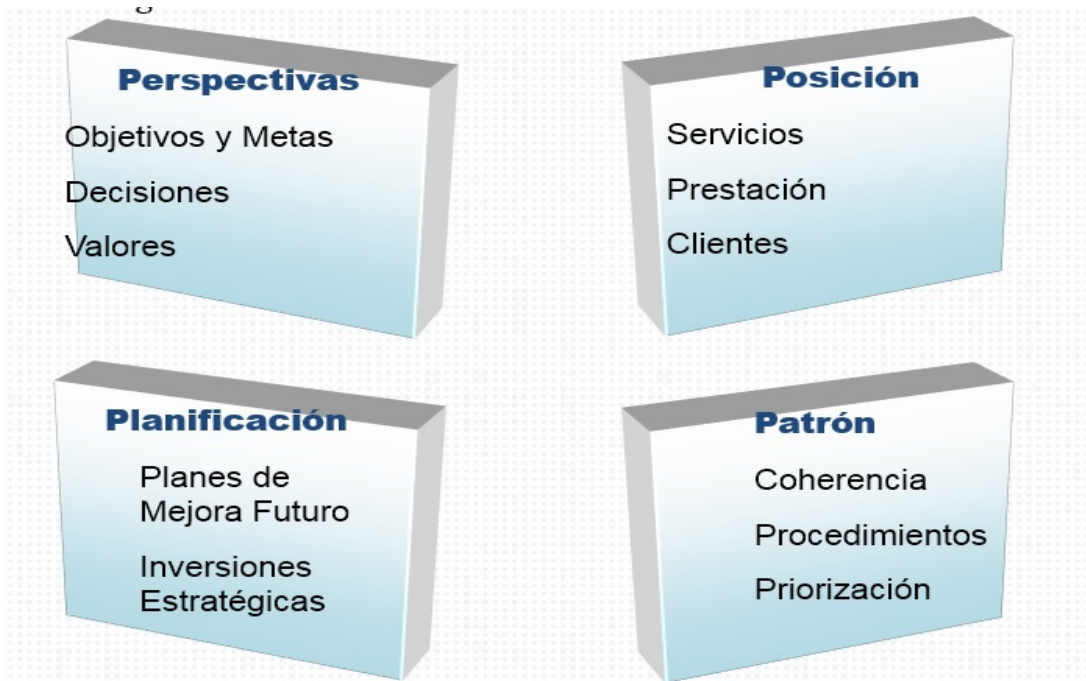 Perspectivas
Objetivos y Metas
Decisiones
Valores
Posición
Servicios
Prestación
Clientes
Planificación
Planes de
Mejora Futuro
Inversiones
Estratégicas
Patrón
Coherencia
Procedimientos
Priorización